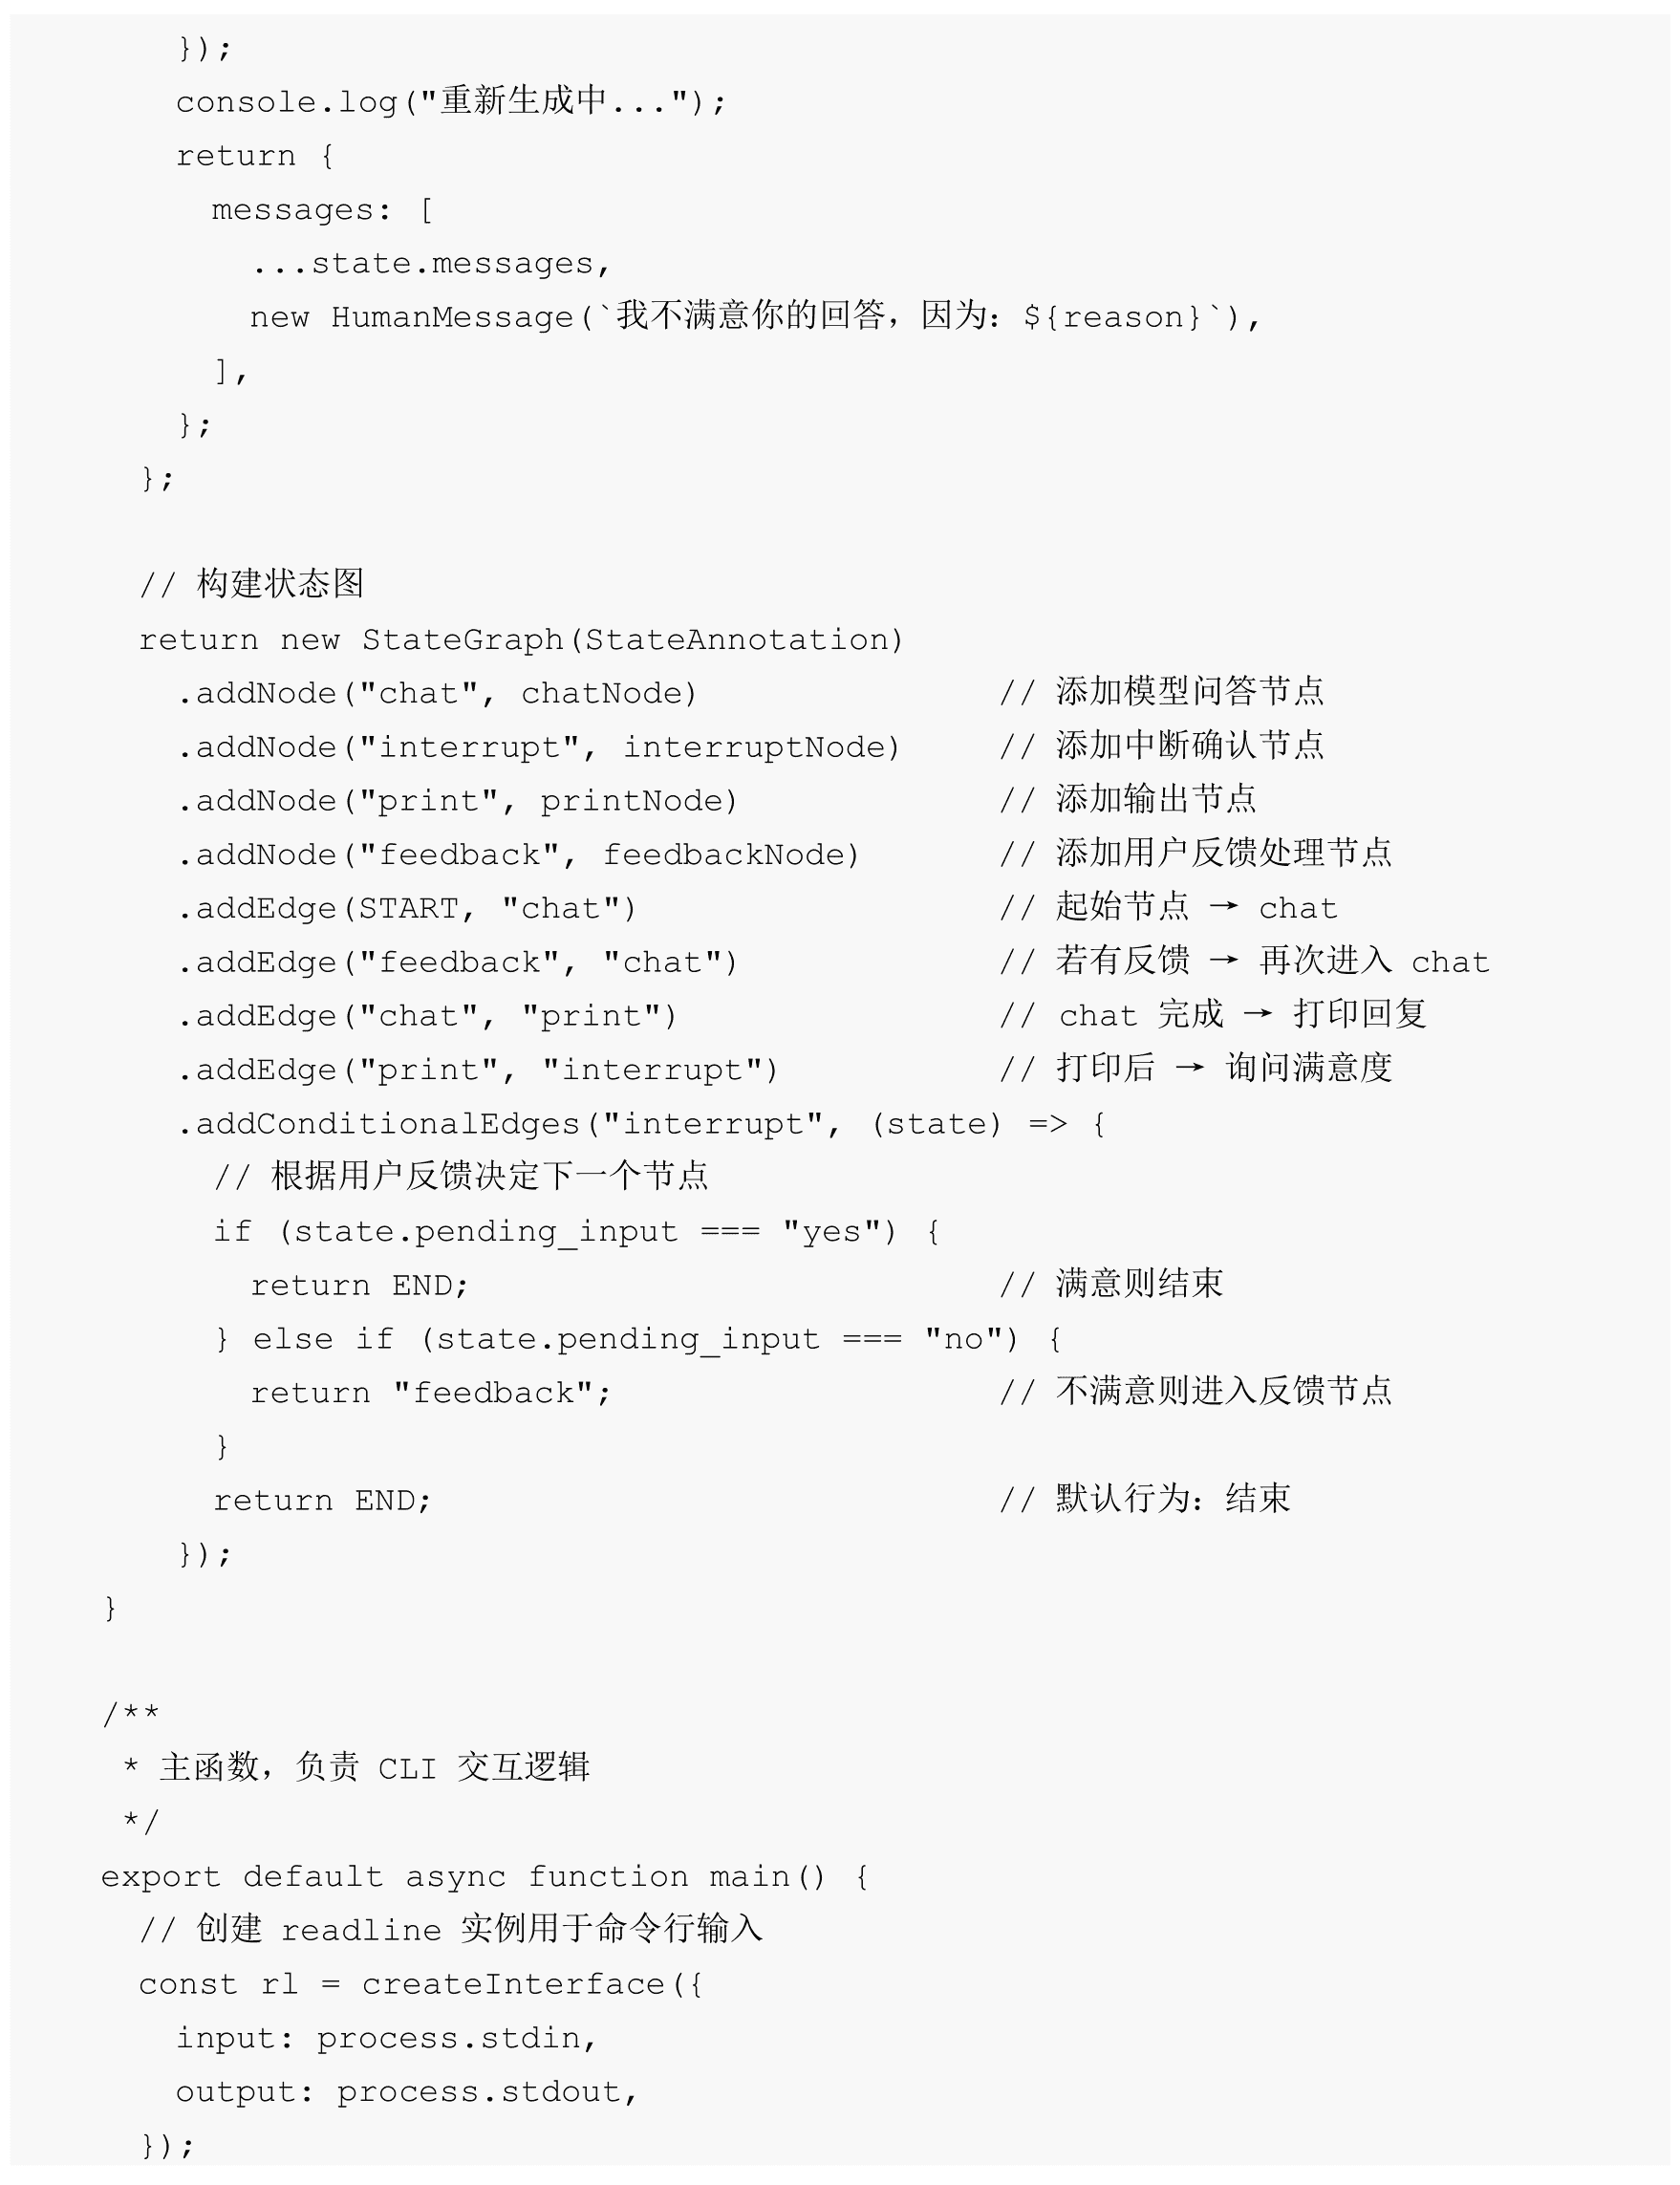 });
    console.log("重新生成中...");
    return {
      messages: [
        ...state.messages,
        new HumanMessage(`我不满意你的回答，因为：${reason}`),
      ],
    };
  };

  // 构建状态图
  return new StateGraph(StateAnnotation)
    .addNode("chat", chatNode)                // 添加模型问答节点
    .addNode("interrupt", interruptNode)      // 添加中断确认节点
    .addNode("print", printNode)              // 添加输出节点
    .addNode("feedback", feedbackNode)        // 添加用户反馈处理节点
    .addEdge(START, "chat")                   // 起始节点 → chat
    .addEdge("feedback", "chat")              // 若有反馈 → 再次进入 chat
    .addEdge("chat", "print")                 // chat 完成 → 打印回复
    .addEdge("print", "interrupt")            // 打印后 → 询问满意度
    .addConditionalEdges("interrupt", (state) => {
      // 根据用户反馈决定下一个节点
      if (state.pending_input === "yes") {
        return END;                           // 满意则结束
      } else if (state.pending_input === "no") {
        return "feedback";                    // 不满意则进入反馈节点
      }
      return END;                             // 默认行为：结束
    });
}

/**
 * 主函数，负责 CLI 交互逻辑
 */
export default async function main() {
  // 创建 readline 实例用于命令行输入
  const rl = createInterface({
    input: process.stdin,
    output: process.stdout,
  });